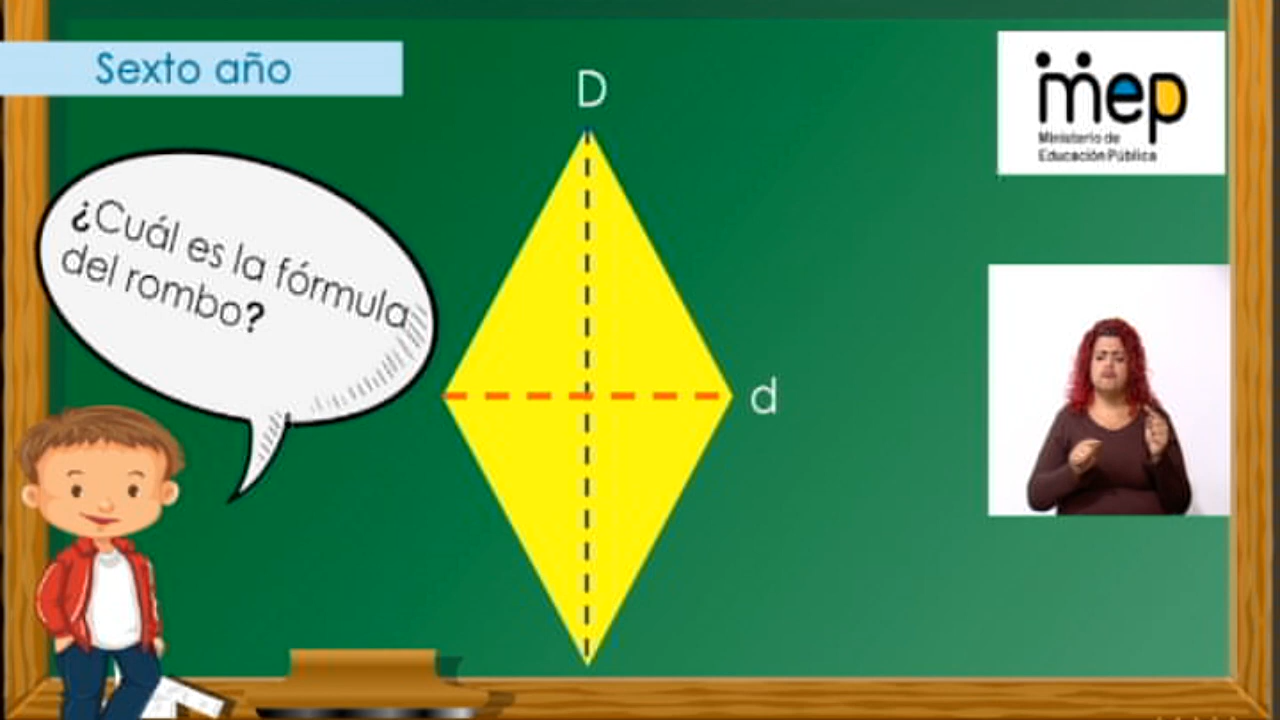 Sexto año
D
mep
Ministerio de
Educación Pública
¿Cuál es la fórmula
del rombo?
d